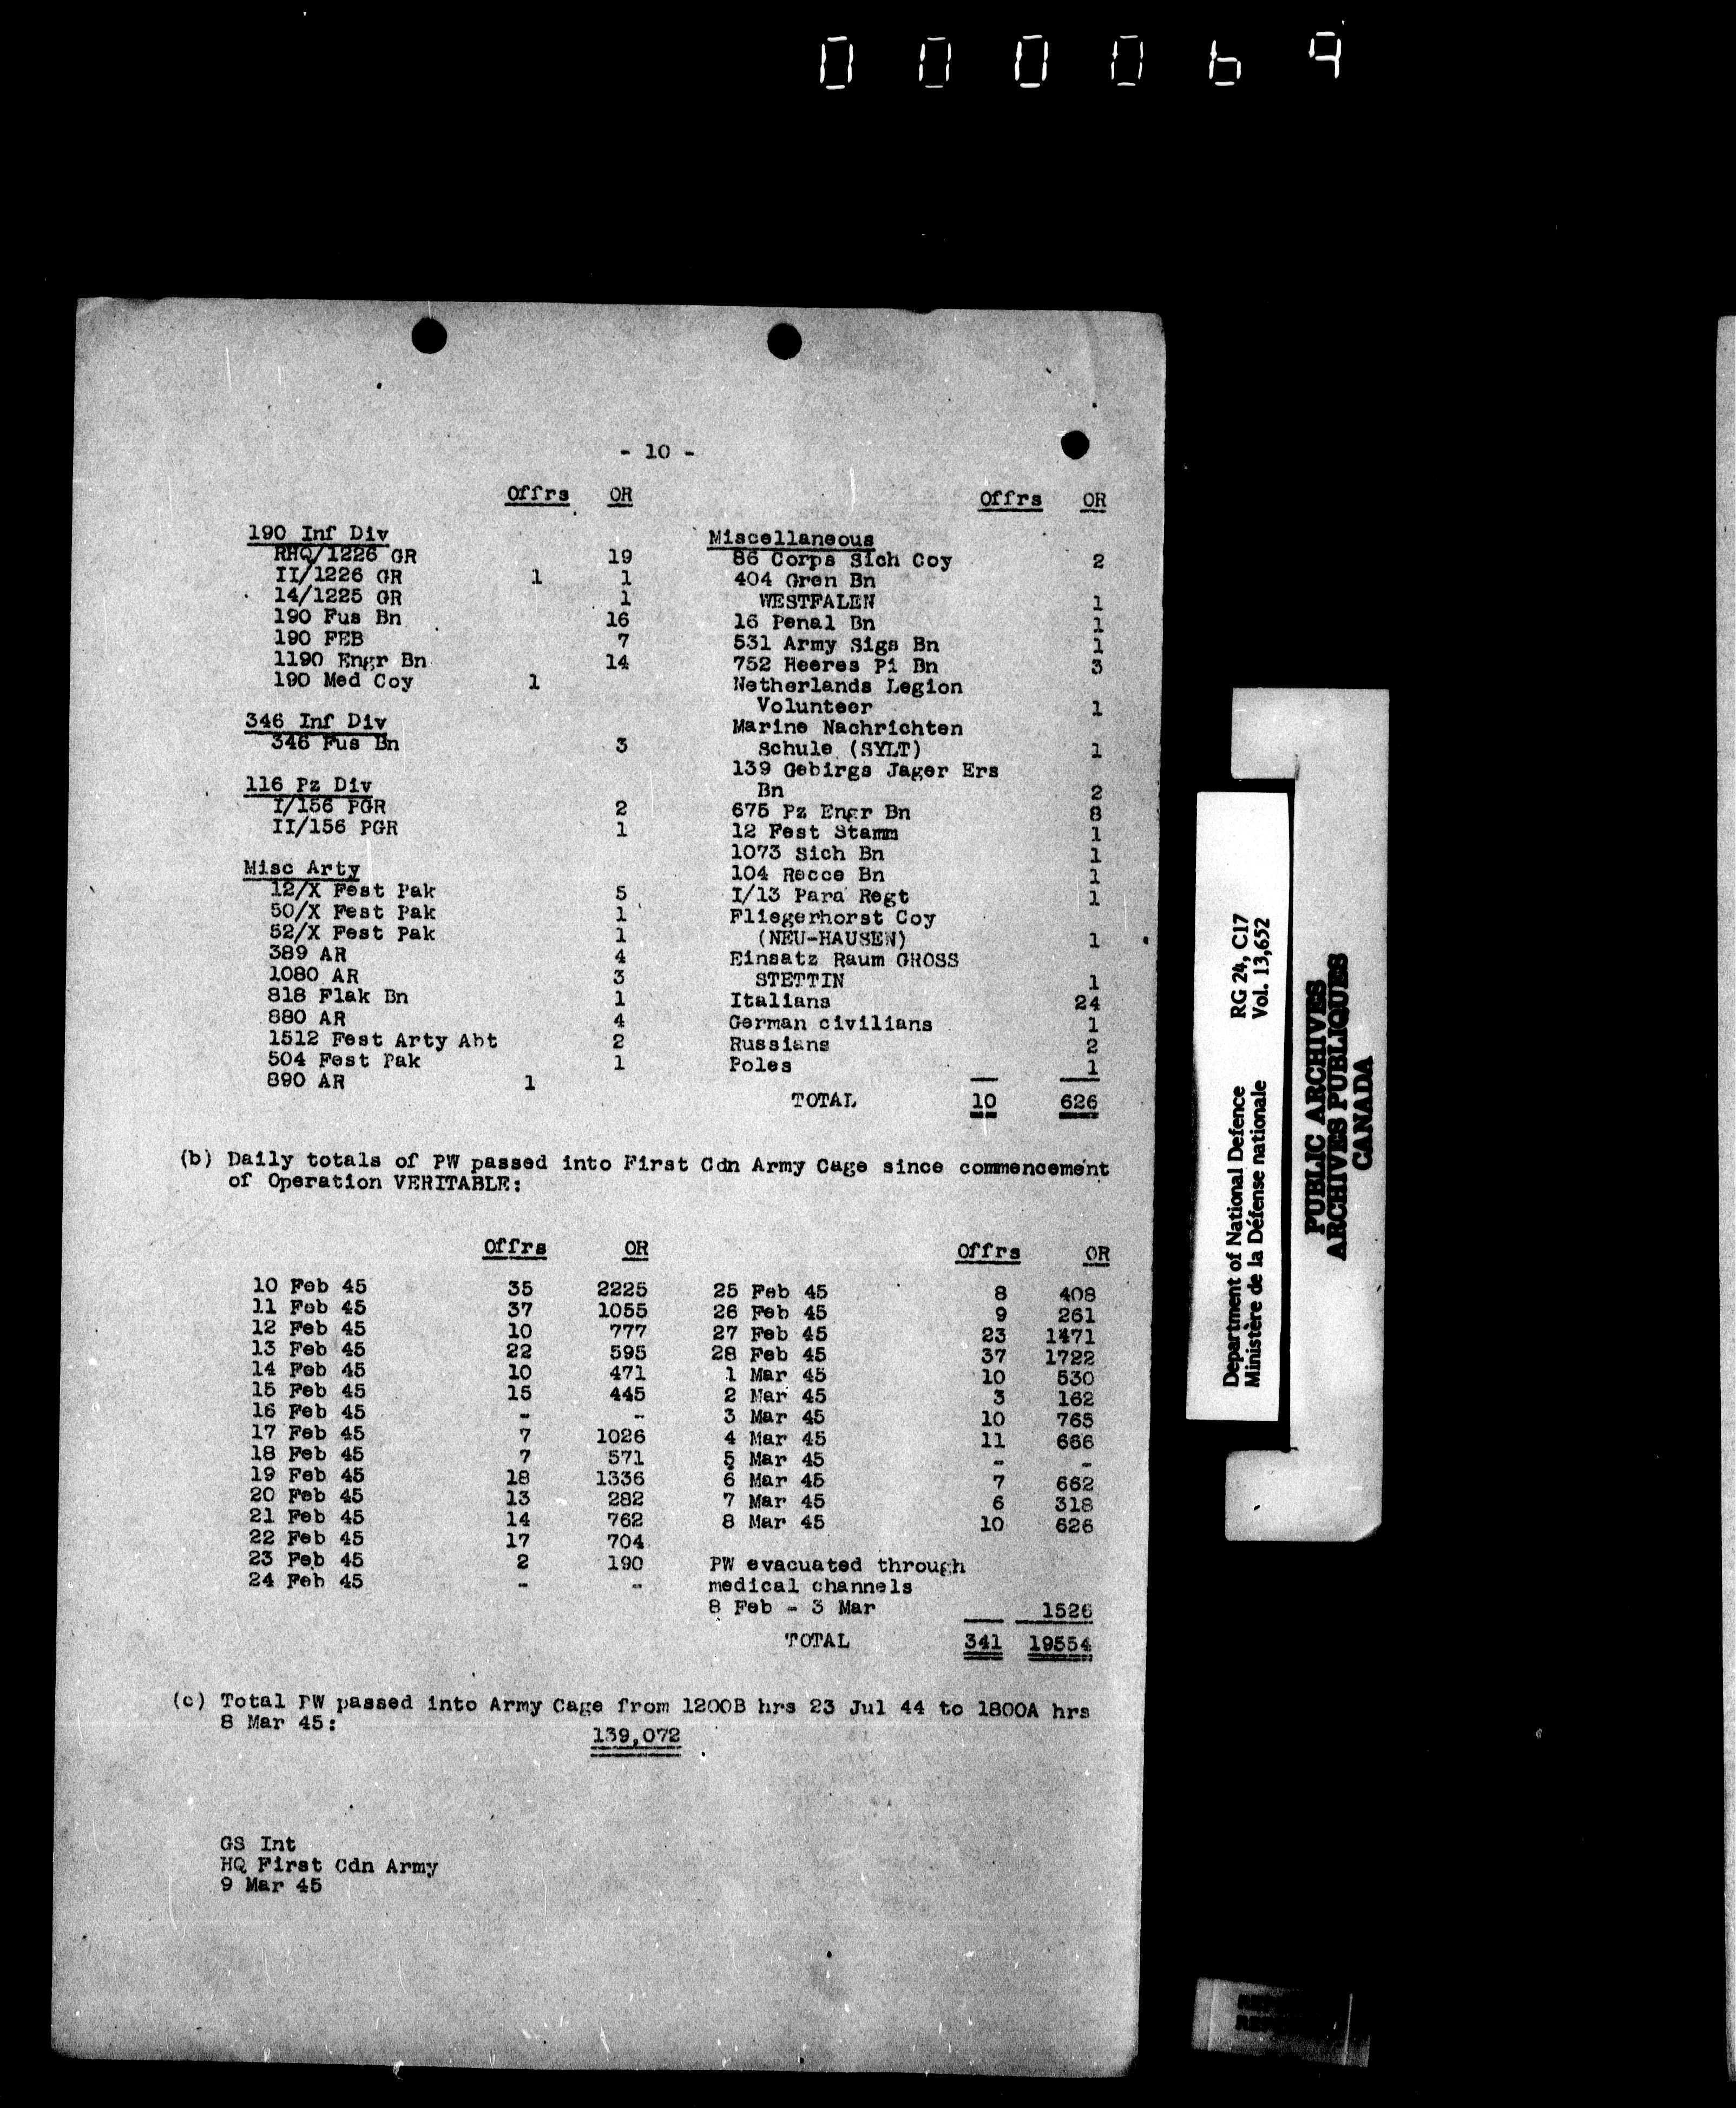 000069
- 10 -
Offrs OR
190 Inf Div
RHQ/1226 GR 19
II/1226 GR 1 1
14/1225 GR 1
190 Fus Bn 16
190 FEB 7
1190 Engr Bn 14
190 Med Coy 1
346 Inf Div
346 Fus Bn 3
116 Pz Div
I/156 PGR 2
II/156 PGR 1
Misc Arty
12/X Fest Pak 5
50/X Fest Pak 1
52/X Fest Pak 1
389 AR 4
1080 AR 3
818 Flak Bn 1
880 AR 4
1512 Fest Arty Abt 2
504 Fest Pak 1
890 AR 1
Offrs OR
Miscellaneous
86 Corps Sich Coy 2
404 Gren Bn
WESTFALEN 1
16 Penal Bn 1
531 Army Sigs Bn 1
752 Heeres Pi Bn 3
Netherlands Legion
Volunteer 1
Marine Nachrichten
Schule (SYLT) 1
139 Gebirgs Jager Ers
Bn 2
675 Pz Engr Bn 8
12 Fest Stamm 1
1073 Sich Bn 1
104 Recce Bn 1
I/13 Para Regt 1
Fliegerhorst Coy
(NEU-HAUSEN) 1
Einsatz Raum GROSS
STETTIN 1
Italians 24
German civilians 1
Russians 2
Poles 1
TOTAL 10 626
(b) Daily totals of PW passed into First Cdn Army Cage since commencement
of Operation VERITABLE:
Offrs OR
10 Feb 45 35 2225
11 Feb 45 37 1055
12 Feb 45 10 777
13 Feb 45 22 595
14 Feb 45 10 471
15 Feb 45 15 445
16 Feb 45 - -
17 Feb 45 7 1026
18 Feb 45 7 571
19 Feb 45 18 1336
20 Feb 45 13 282
21 Feb 45 14 762
22 Feb 45 17 704
23 Feb 45 2 190
24 Feb 45 - -
Offrs OR
25 Feb 45 8 408
26 Feb 45 9 261
27 Feb 45 23 1471
28 Feb 45 37 1722
1 Mar 45 10 530
2 Mar 45 3 162
3 Mar 45 10 765
4 Mar 45 11 666
5 Mar 45 - -
6 Mar 45 7 662
7 Mar 45 6 318
8 Mar 45 10 626
PW evacuated through
medical channels
8 Feb - 3 Mar 1526
TOTAL 341 19554
(c) Total PW passed into Army Cage from 1200B hrs 23 Jul 44 to 1800A hrs
8 Mar 45:
139,072
GS Int
HQ First Cdn Army
9 Mar 45
Department of National Defence RG 24, C17
Ministère de la Défense nationale Vol. 13,652
PUBLIC ARCHIVES
ARCHIVES PUBLIQUES
CANADA